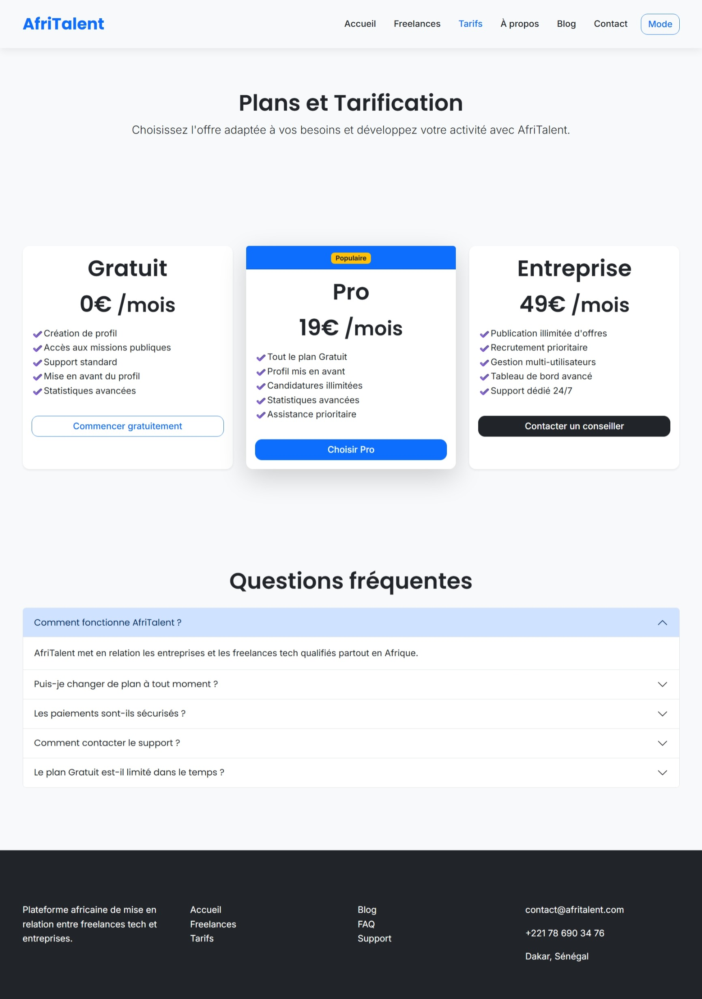 AfriTalent
Accueil
Freelances
Tarifs
À propos
Blog
Contact
Mode
Plans et Tarification
Choisissez l'offre adaptée à vos besoins et développez votre activité avec AfriTalent.
Gratuit
0€ /mois
Création de profil
Accès aux missions publiques
Support standard
Mise en avant du profil
Statistiques avancées
Commencer gratuitement
Populaire
Pro
19€ /mois
Tout le plan Gratuit
Profil mis en avant
Candidatures illimitées
Statistiques avancées
Assistance prioritaire
Choisir Pro
Entreprise
49€ /mois
Publication illimitée d'offres
Recrutement prioritaire
Gestion multi-utilisateurs
Tableau de bord avancé
Support dédié 24/7
Contacter un conseiller
Questions fréquentes
Comment fonctionne AfriTalent ?
AfriTalent met en relation les entreprises et les freelances tech qualifiés partout en Afrique.
Puis-je changer de plan à tout moment ?
Les paiements sont-ils sécurisés ?
Comment contacter le support ?
Le plan Gratuit est-il limité dans le temps ?
Plateforme africaine de mise en
relation entre freelances tech et
entreprises.
Accueil
Freelances
Tarifs
Blog
FAQ
Support
contact@afritalent.com
+221 78 690 34 76
Dakar, Sénégal